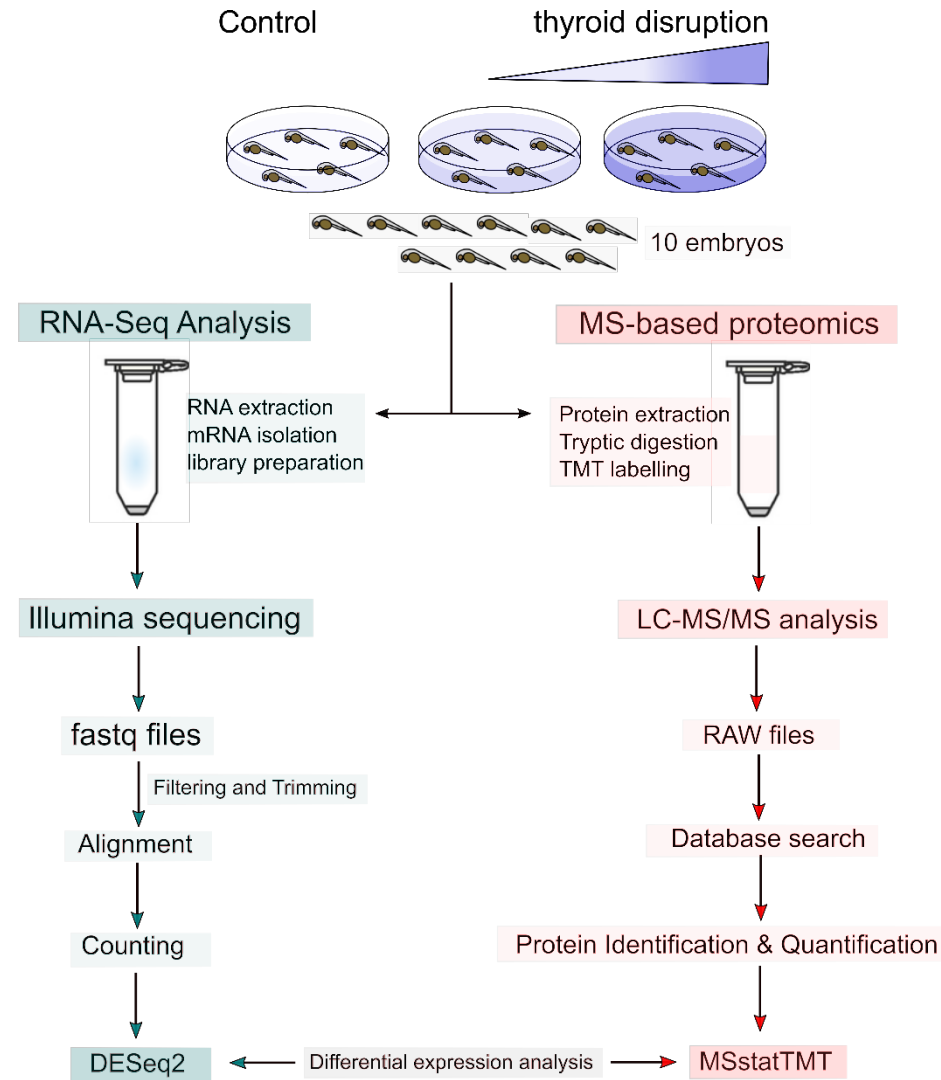 Control
thyroid disruption
10 embryos
RNA-Seq Analysis
MS-based proteomics
RNA extraction
mRNA isolation
library preparation
Protein extraction
Tryptic digestion
TMT labelling
Illumina sequencing
LC-MS/MS analysis
fastq files
RAW files
Filtering and Trimming
Alignment
Database search
Counting
Protein Identification & Quantification
DESeq2
Differential expression analysis
MSstatTMT